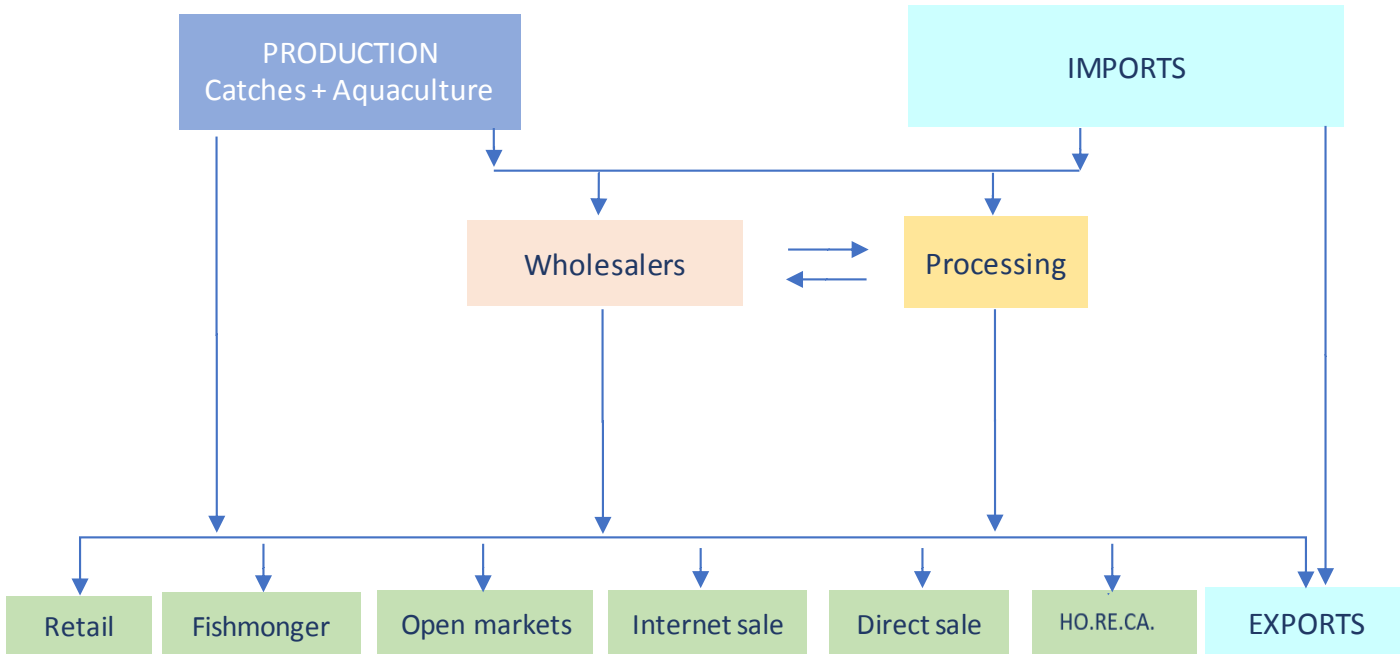 PRODUCTION
Catches + Aquaculture
IMPORTS
Wholesalers
Processing
Retail
Fishmonger
Open markets
Internet sale
Direct sale
HO.RE.CA.
EXPORTS